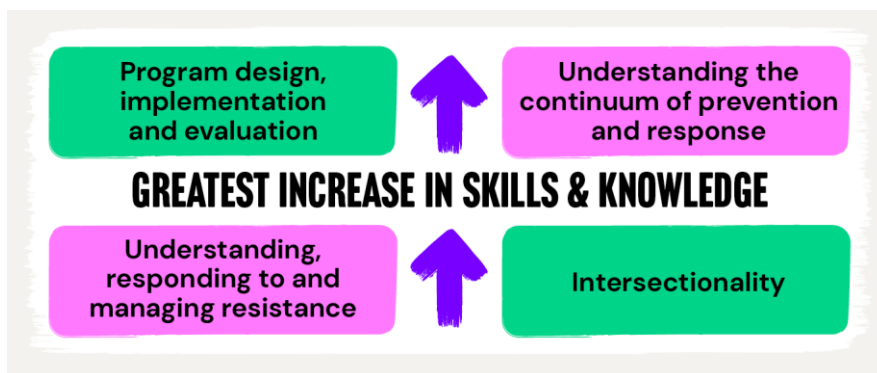 Program design,
implementation
and evaluation
Understanding the
continuum of prevention
and response
GREATEST INCREASE IN SKILLS & KNOWLEDGE
Understanding,
responding to and
managing resistance
Intersectionality